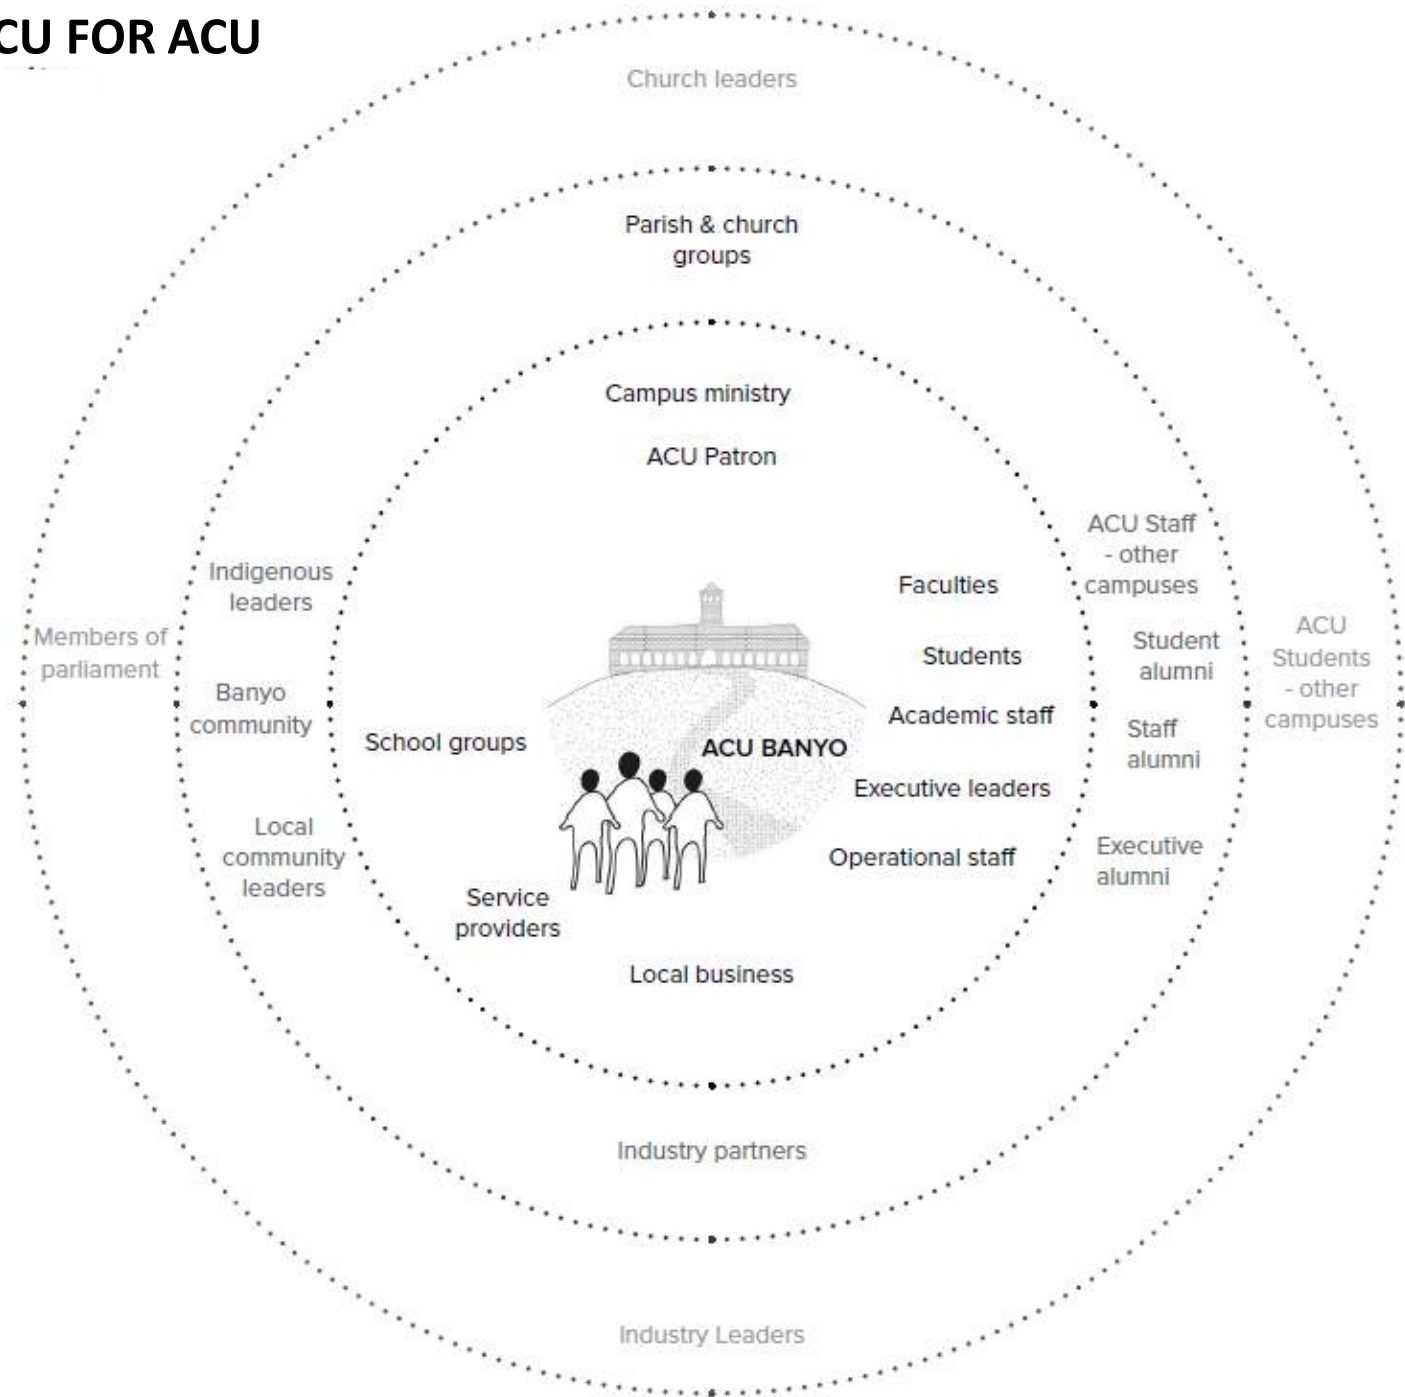 CU FOR ACU
Church leaders
Parish & church
groups
Campus ministry
ACU Patron
ACU Staff
- other
campuses
Indigenous
leaders
Faculties
Members of
parliament
ACU
Students
- other
campuses
Student
alumni
Students
Banyo
community
Academic staff
Staff
alumni
School groups
ACU BANYO
Executive leaders
Local
community
leaders
Operational staff
Executive
alumni
Service
providers
Local business
Industry partners
Industry Leaders